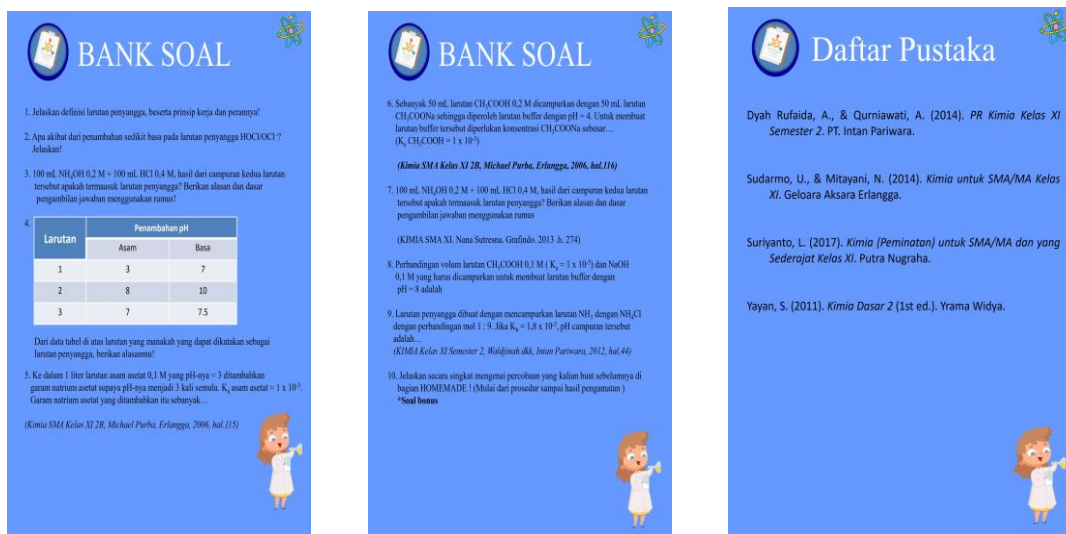 BANK SOAL
1. Jelaskan definisi larutan penyangga, beserta prinsip kerja dan perannya!
2. Apa akibat dari penambahan sedikit basa pada larutan penyangga HOCl/OCl⁻?
Jelaskan!
3. 100 mL NH₄OH 0,2 M + 100 mL HCl 0,4 M, hasil dari campuran kedua larutan
tersebut apakah termaasuk larutan penyangga? Berikan alasan dan dasar
pengambilan jawaban menggunakan rumus!
4.
Larutan Penambahan pH
Asam Basa
1 3 7
2 8 10
3 7 7.5
Dari data tabel di atas larutan yang manakah yang dapat dikatakan sebagai
larutan penyangga, berikan alasanmu!
5. Ke dalam 1 liter larutan asam asetat 0,1 M yang pH-nya = 3 ditambahkan
garam natrium asetat supaya pH-nya menjadi 3 kali semula. Kₐ asam asetat = 1 x 10⁻⁵.
Garam natrium asetat yang ditambahkan itu sebanyak…
(Kimia SMA Kelas XI 2B, Michael Purba, Erlangga, 2006, hal.115)
BANK SOAL
6. Sebanyak 50 mL larutan CH₃COOH 0,2 M dicampurkan dengan 50 mL larutan
CH₃COONa sehingga diperoleh larutan buffer dengan pH = 4. Untuk membuat
larutan buffer tersebut diperlukan konsentrasi CH₃COONa sebesar…
(Kₐ CH₃COOH = 1 x 10⁻⁵)
(Kimia SMA Kelas XI 2B, Michael Purba, Erlangga, 2006, hal.116)
7. 100 mL NH₄OH 0,2 M + 100 mL HCl 0,4 M, hasil dari campuran kedua larutan
tersebut apakah termaasuk larutan penyangga? Berikan alasan dan dasar
pengambilan jawaban menggunakan rumus
(KIMIA SMA XI. Nana Sutresna. Grafindo. 2013 .h. 274)
8. Perbandingan volum larutan CH₃COOH 0,1 M ( Kₐ = 1 x 10⁻⁵) dan NaOH
0,1 M yang harus dicampurkan untuk membuat larutan buffer dengan
pH = 8 adalah
9. Larutan penyangga dibuat dengan mencampurkan larutan NH₃ dengan NH₄Cl
dengan perbandingan mol 1 : 9. Jika K_b = 1,8 x 10⁻⁵, pH campuran tersebut
adalah…
(KIMIA Kelas XI Semester 2, Waldjinah dkk, Intan Pariwara, 2012, hal.44)
10. Jelaskan secara singkat mengenai percobaan yang kalian buat sebelumnya di
bagian HOMEMADE ! (Mulai dari prosedur sampai hasil pengamatan )
*Soal bonus
Daftar Pustaka
Dyah Rufaida, A., & Qurniawati, A. (2014). PR Kimia Kelas XI
Semester 2. PT. Intan Pariwara.
Sudarmo, U., & Mitayani, N. (2014). Kimia untuk SMA/MA Kelas
XI. Geloara Aksara Erlangga.
Suriyanto, L. (2017). Kimia (Peminatan) untuk SMA/MA dan yang
Sederajat Kelas XI. Putra Nugraha.
Yayan, S. (2011). Kimia Dasar 2 (1st ed.). Yrama Widya.